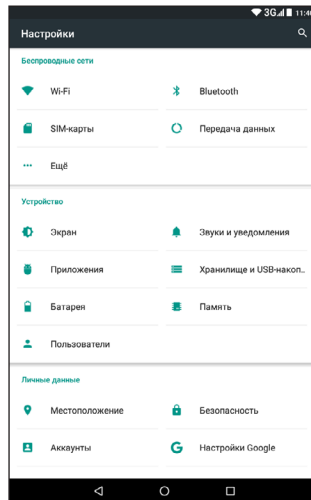 3G 11:4
Настройки
Беспроводные сети
Wi-Fi
Bluetooth
SIM-карты
Передача данных
Ещё
Устройство
Экран
Звуки и уведомления
Приложения
Хранилище и USB-накоп..
Батарея
Память
Пользователи
Личные данные
Местоположение
Безопасность
Аккаунты
Настройки Google